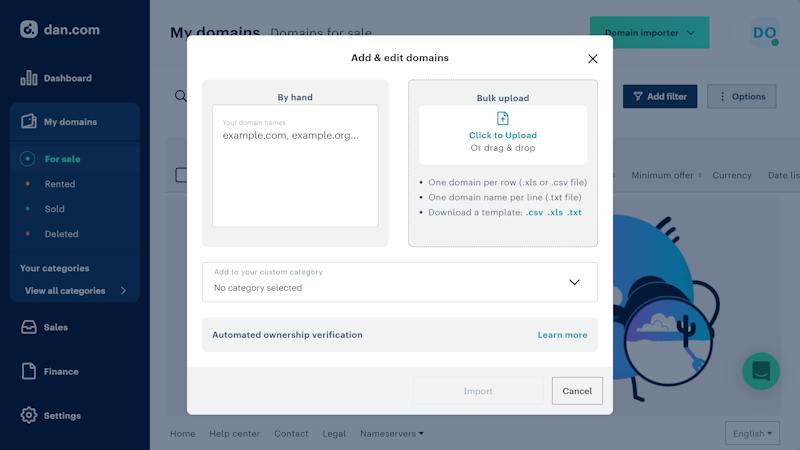 dan.com
My domains
Domains for sale
Domain importer
DO
Dashboard
My domains
For sale
Rented
Sold
Deleted
Your categories
View all categories
Sales
Finance
Settings
Add filter
Options
Minimum offer
Currency
Date lis
Add & edit domains
By hand
Your domain names
example.com, example.org...
Bulk upload
Click to Upload
Or drag & drop
• One domain per row (.xls or .csv file)
• One domain name per line (.txt file)
• Download a template: .csv .xls .txt
Add to your custom category
No category selected
Automated ownership verification
Learn more
Import
Cancel
Home
Help center
Contact
Legal
Nameservers
English